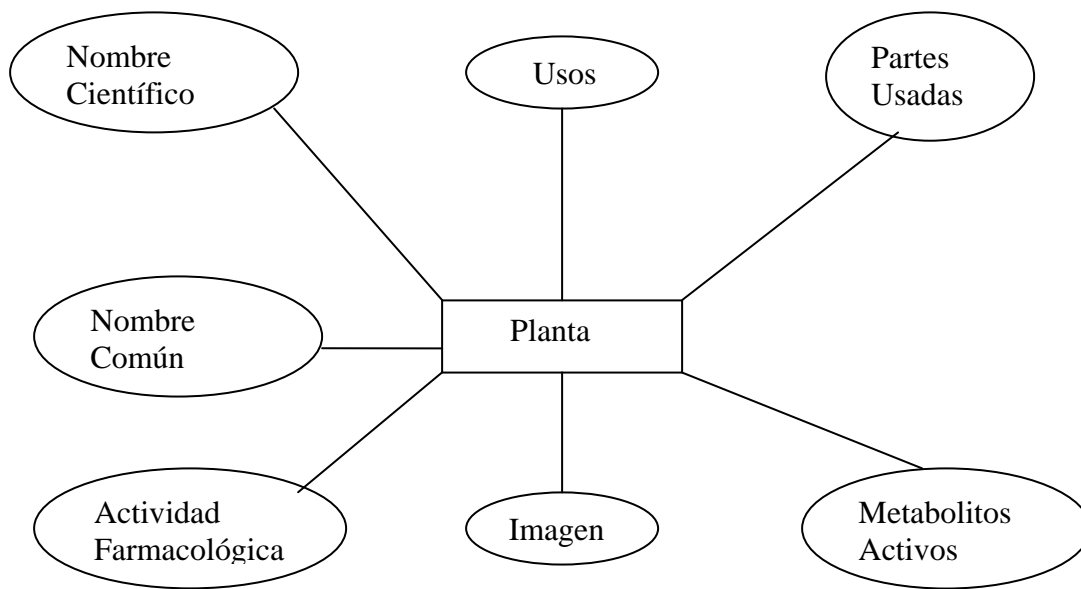 Nombre
Científico
Usos
Partes
Usadas
Nombre
Común
Planta
Actividad
Farmacológica
Imagen
Metabolitos
Activos